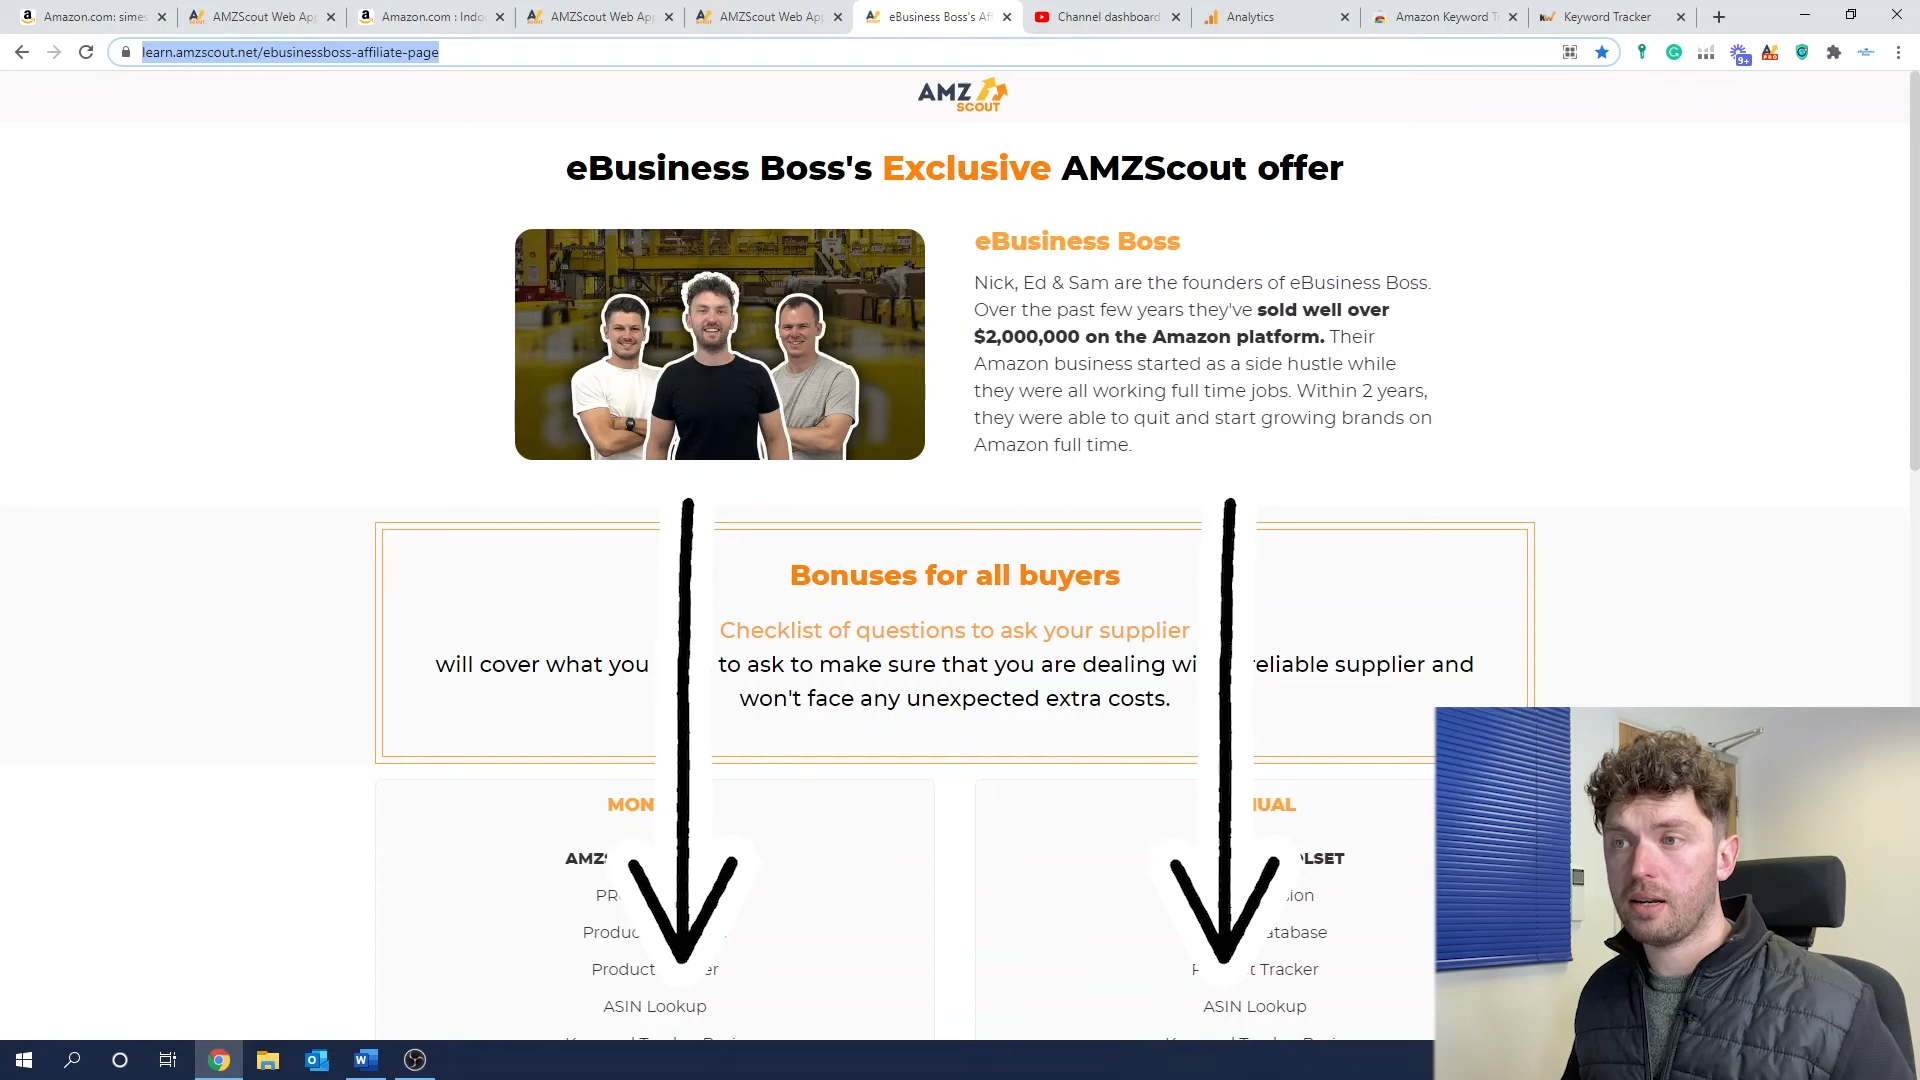 Amazon.com: simes
AMZScout Web App
Amazon.com : Indo
AMZScout Web App
AMZScout Web App
eBusiness Boss's Af
Channel dashboard
Analytics
Amazon Keyword T
Keyword Tracker
learn.amzscout.net/ebusinessboss-affiliate-page
9+
AMZ
SCOUT
eBusiness Boss's Exclusive AMZScout offer
eBusiness Boss
Nick, Ed & Sam are the founders of eBusiness Boss.
Over the past few years they've sold well over
$2,000,000 on the Amazon platform. Their
Amazon business started as a side hustle while
they were all working full time jobs. Within 2 years,
they were able to quit and start growing brands on
Amazon full time.
Bonuses for all buyers
Checklist of questions to ask your supplier
will cover what you to ask to make sure that you are dealing wi reliable supplier and
won't face any unexpected extra costs.
MON
AMZS
PR
Produc
Product er
ASIN Lookup
UAL
OLSET
ion
atabase
P t Tracker
ASIN Lookup